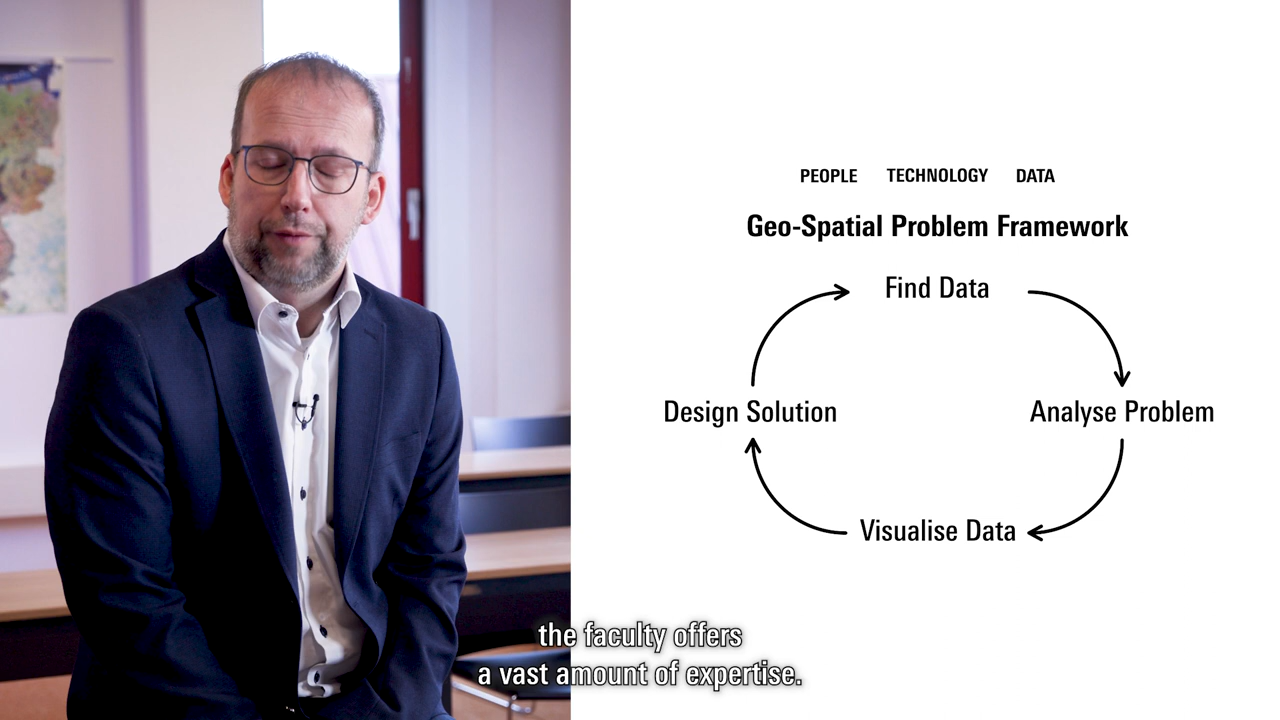 PEOPLE TECHNOLOGY DATA
Geo-Spatial Problem Framework
Find Data
Design Solution
Analyse Problem
Visualise Data
the faculty offers
a vast amount of expertise.